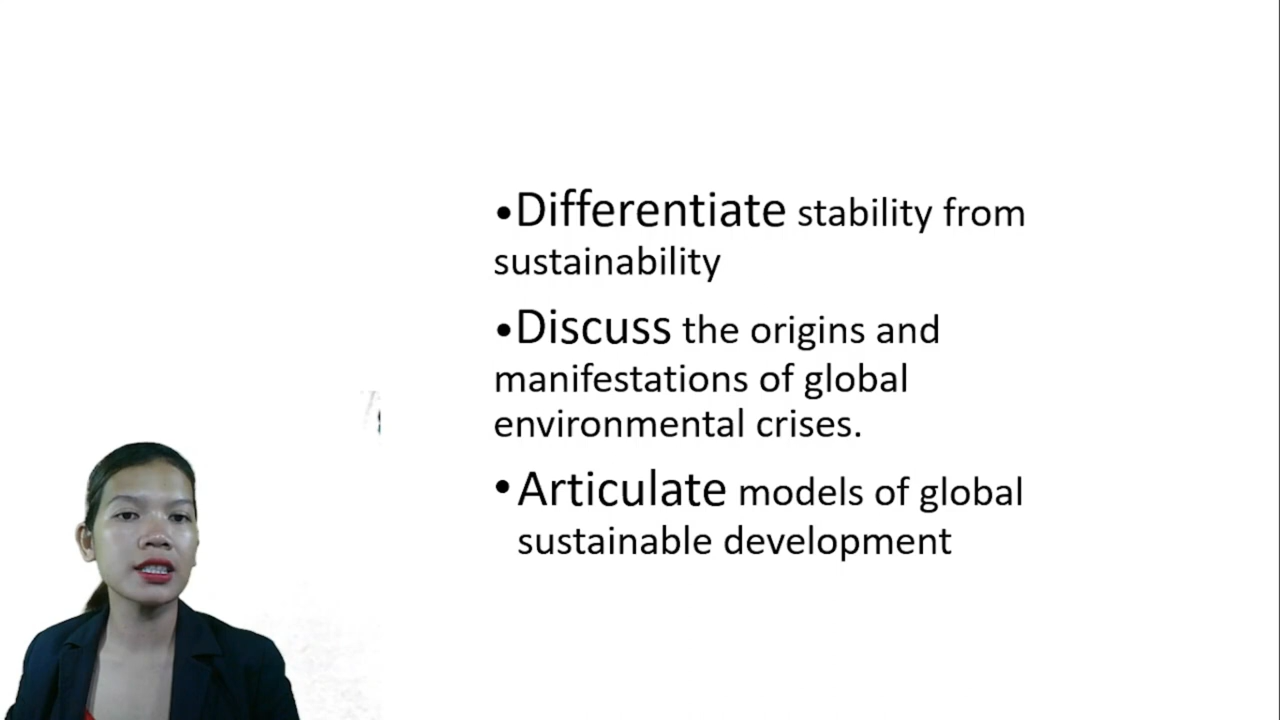 •Differentiate stability from
sustainability
•Discuss the origins and
manifestations of global
environmental crises.
•Articulate models of global
sustainable development